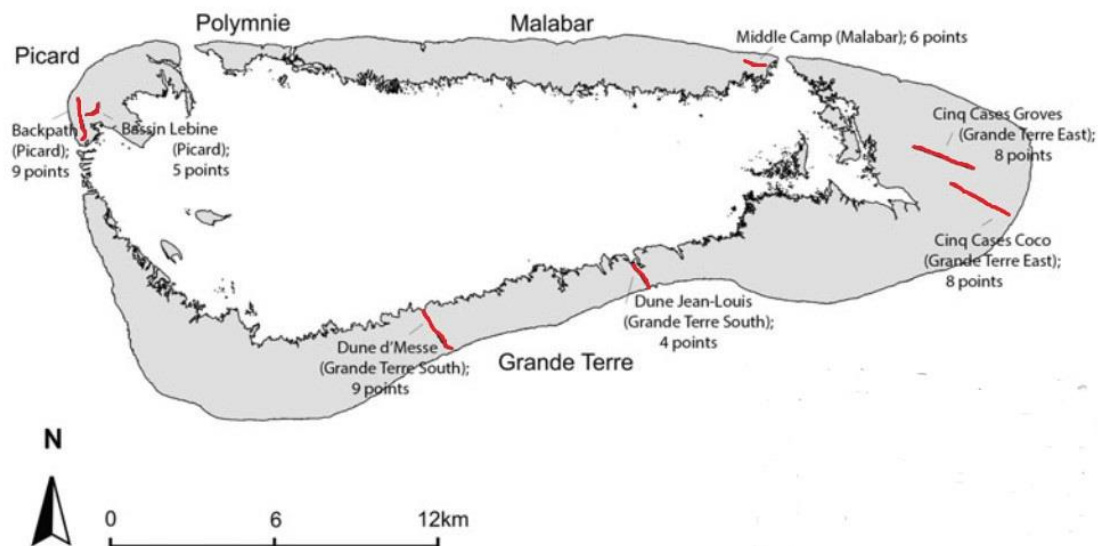 Polymnie
Malabar
Picard
Middle Camp (Malabar); 6 points
Backpath
(Picard);
9 points
Bassin Lebine
(Picard);
5 points
Cinq Cases Groves
(Grande Terre East);
8 points
Cinq Cases Coco
(Grande Terre East);
8 points
Dune Jean-Louis
(Grande Terre South);
4 points
Dune d'Messe
(Grande Terre South);
9 points
Grande Terre
N
0 6 12km